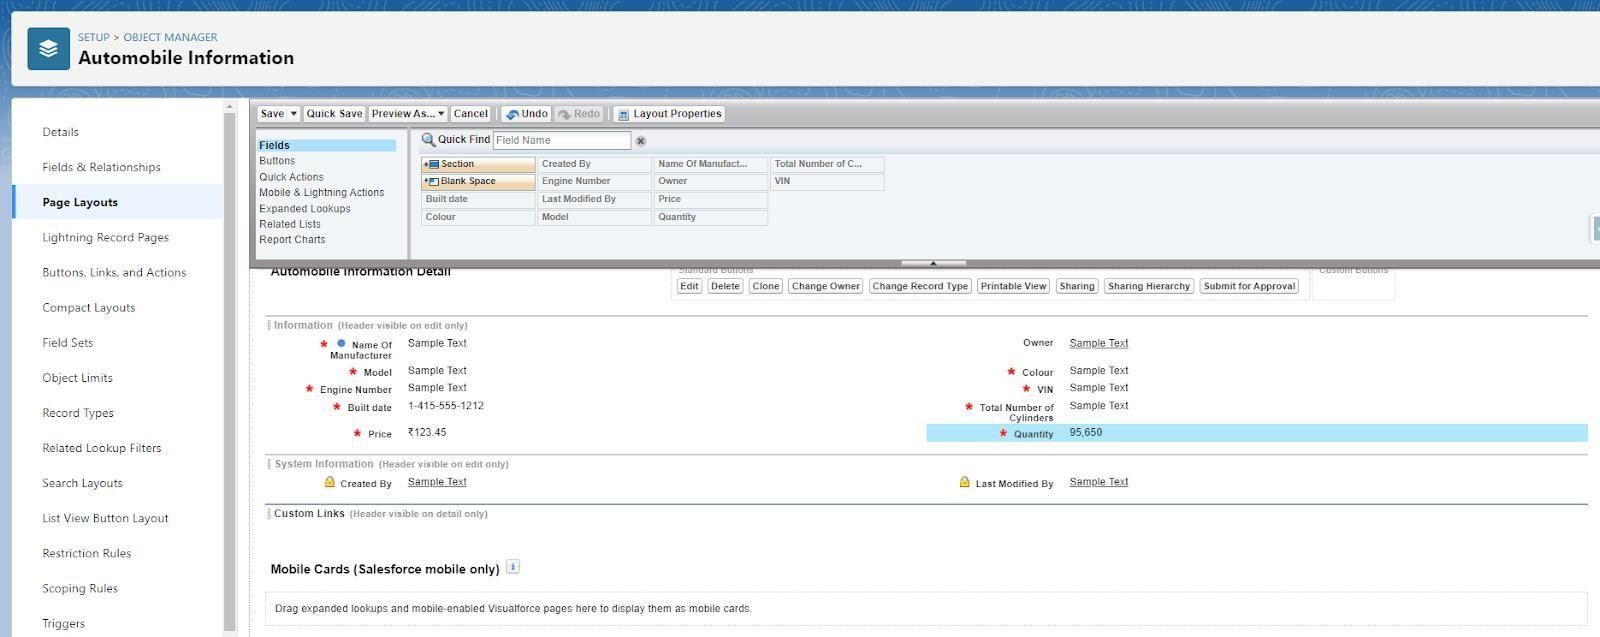 SETUP > OBJECT MANAGER
Automobile Information
Details
Fields & Relationships
Page Layouts
Lightning Record Pages
Buttons, Links, and Actions
Compact Layouts
Field Sets
Object Limits
Record Types
Related Lookup Filters
Search Layouts
List View Button Layout
Restriction Rules
Scoping Rules
Triggers
Save Quick Save Preview As... Cancel Undo Redo Layout Properties
Fields
Buttons
Quick Actions
Mobile & Lightning Actions
Expanded Lookups
Related Lists
Report Charts
Quick Find Field Name
Section Created By Name Of Manufact... Total Number of C...
Blank Space Engine Number Owner VIN
Built date Last Modified By Price
Colour Model Quantity
Automobile Information Detail
Standard Buttons Custom Buttons
Edit Delete Clone Change Owner Change Record Type Printable View Sharing Sharing Hierarchy Submit for Approval
Information (Header visible on edit only)
* Name Of Manufacturer Sample Text Owner Sample Text
* Model Sample Text * Colour Sample Text
* Engine Number Sample Text * VIN Sample Text
* Built date 1-415-555-1212 * Total Number of Cylinders Sample Text
* Price ₹123.45 * Quantity 95,650
System Information (Header visible on edit only)
Created By Sample Text Last Modified By Sample Text
Custom Links (Header visible on detail only)
Mobile Cards (Salesforce mobile only) i
Drag expanded lookups and mobile-enabled Visualforce pages here to display them as mobile cards.